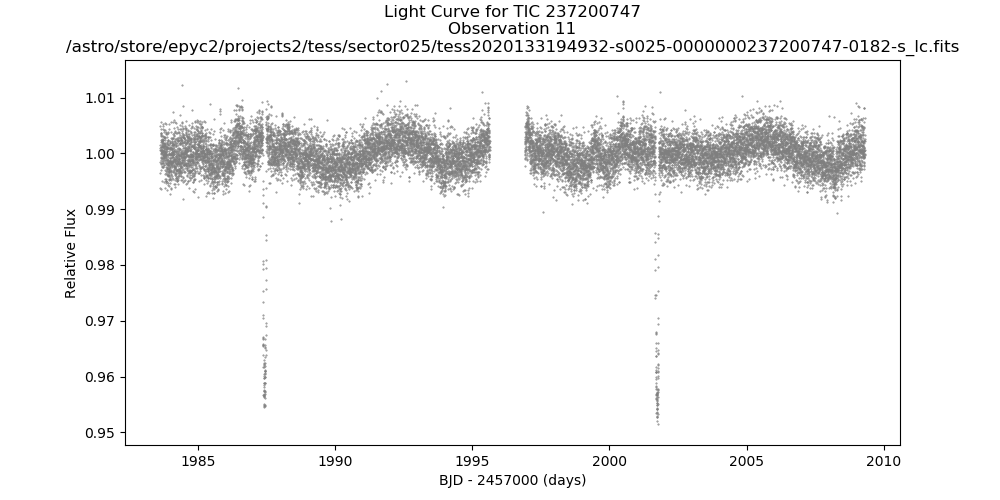 Light Curve for TIC 237200747
Observation 11
/astro/store/epyc2/projects2/tess/sector025/tess2020133194932-s0025-0000000237200747-0182-s_lc.fits
1.01
1.00
0.99
0.98
0.97
0.96
0.95
Relative Flux
1985
1990
1995
2000
2005
2010
BJD - 2457000 (days)